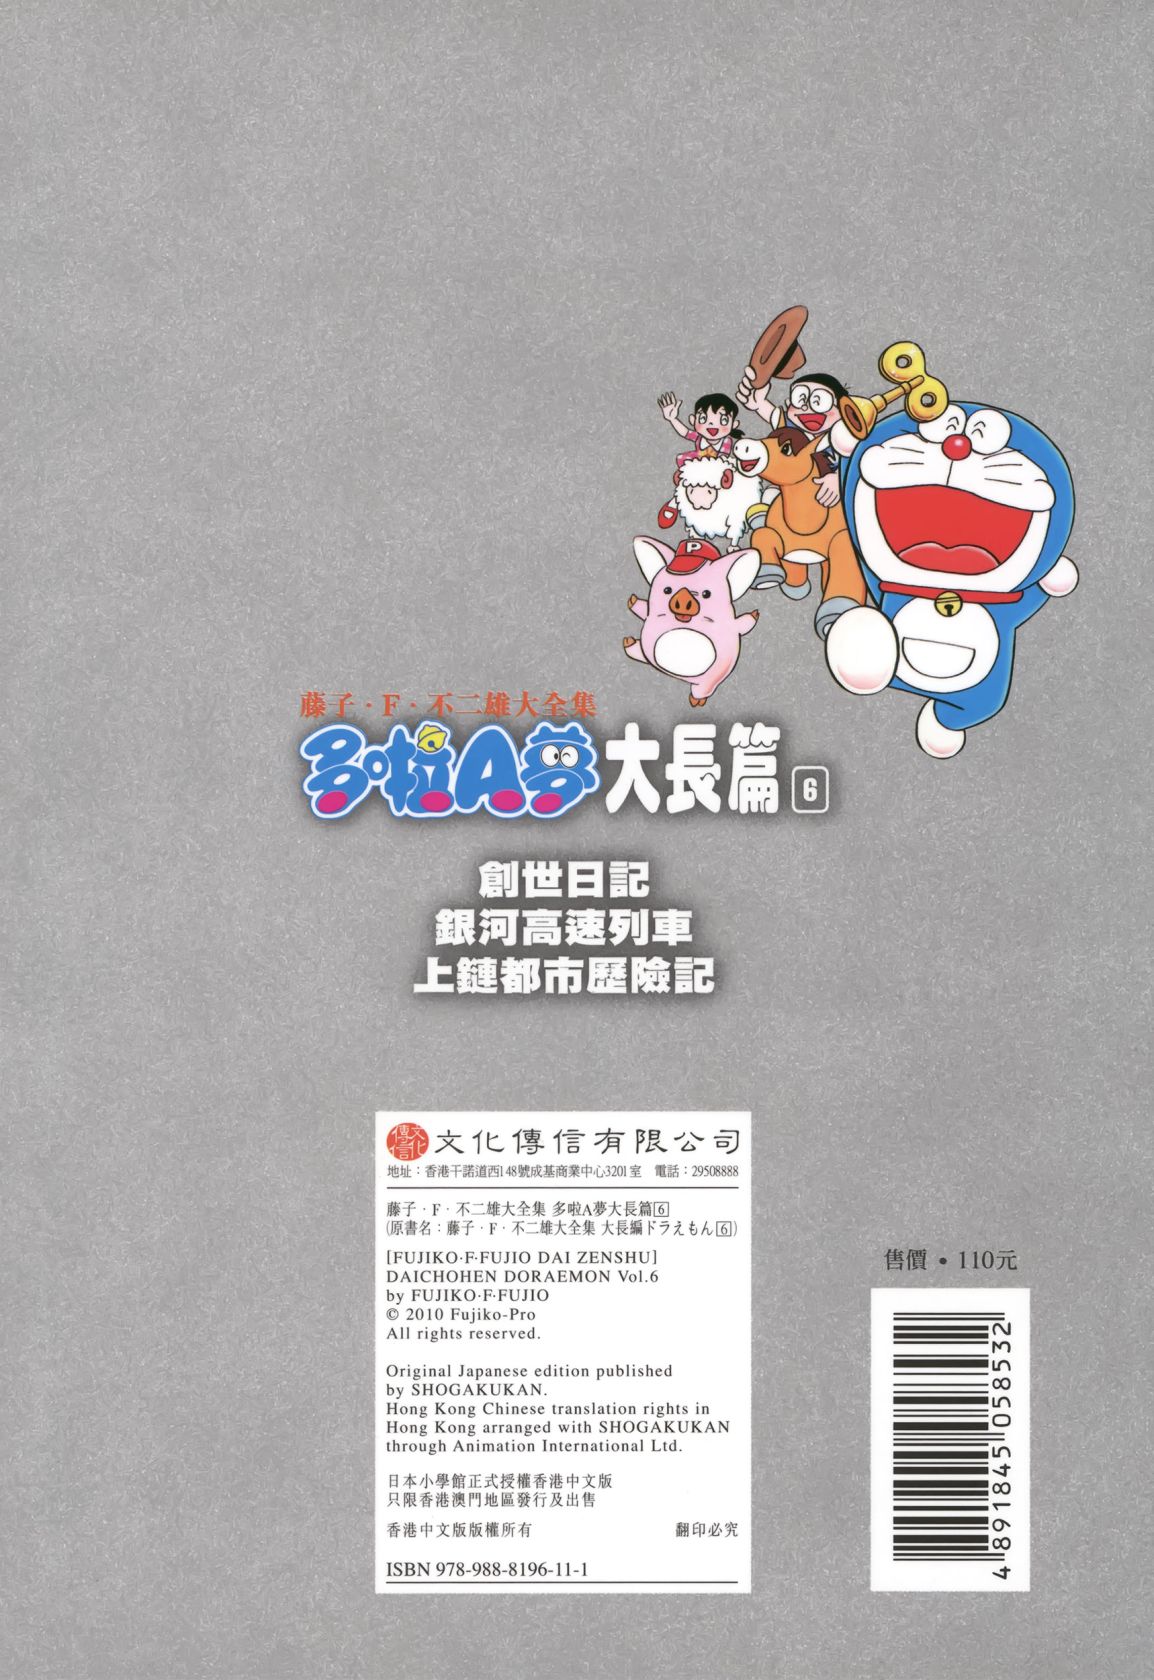 P
藤子·F·不二雄大全集
多啦A夢大長篇 6
創世日記
銀河高速列車
上鏈都市歷險記
文化傳信 文化傳信有限公司
地址：香港干諾道西148號成基商業中心3201室 電話：29508888
藤子·F·不二雄大全集 多啦A夢大長篇6
(原書名：藤子·F·不二雄大全集 大長編ドラえもん6)
[FUJIKO·F·FUJIO DAI ZENSHU]
DAICHOHEN DORAEMON Vol.6
by FUJIKO·F·FUJIO
© 2010 Fujiko-Pro
All rights reserved.
Original Japanese edition published
by SHOGAKUKAN.
Hong Kong Chinese translation rights in
Hong Kong arranged with SHOGAKUKAN
through Animation International Ltd.
日本小學館正式授權香港中文版
只限香港澳門地區發行及出售
香港中文版版權所有 翻印必究
ISBN 978-988-8196-11-1
售價•110元
4 891845 058532